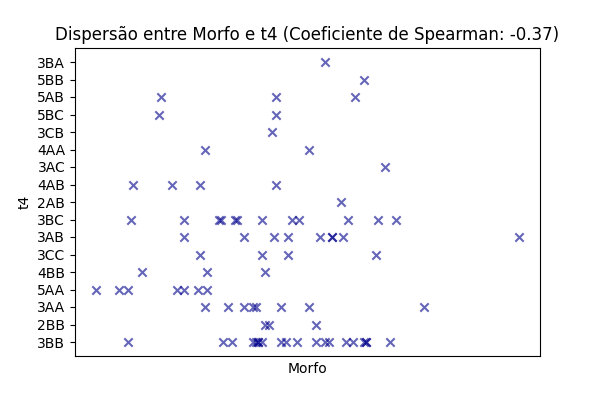 Dispersão entre Morfo e t4 (Coeficiente de Spearman: -0.37)
3BA
5BB
5AB
5BC
3CB
4AA
3AC
4AB
2AB
3BC
3AB
3CC
4BB
5AA
3AA
2BB
3BB
t4
Morfo